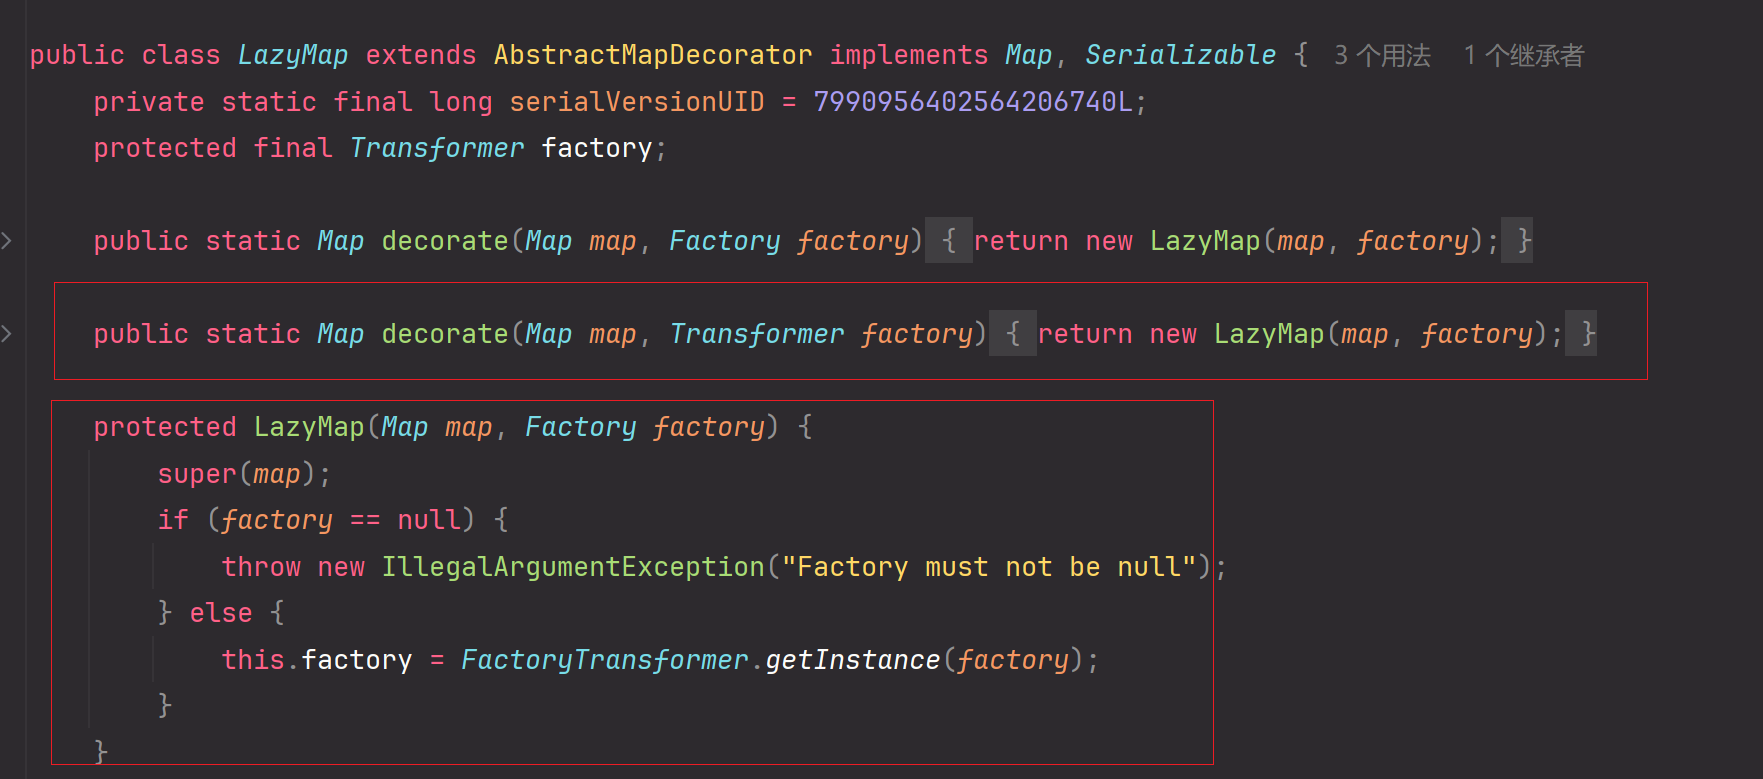 public class LazyMap extends AbstractMapDecorator implements Map, Serializable { 3 个用法 1 个继承者
    private static final long serialVersionUID = 7990956402564206740L;
    protected final Transformer factory;
    public static Map decorate(Map map, Factory factory) { return new LazyMap(map, factory); }
    public static Map decorate(Map map, Transformer factory) { return new LazyMap(map, factory); }
    protected LazyMap(Map map, Factory factory) {
        super(map);
        if (factory == null) {
            throw new IllegalArgumentException("Factory must not be null");
        } else {
            this.factory = FactoryTransformer.getInstance(factory);
        }
    }